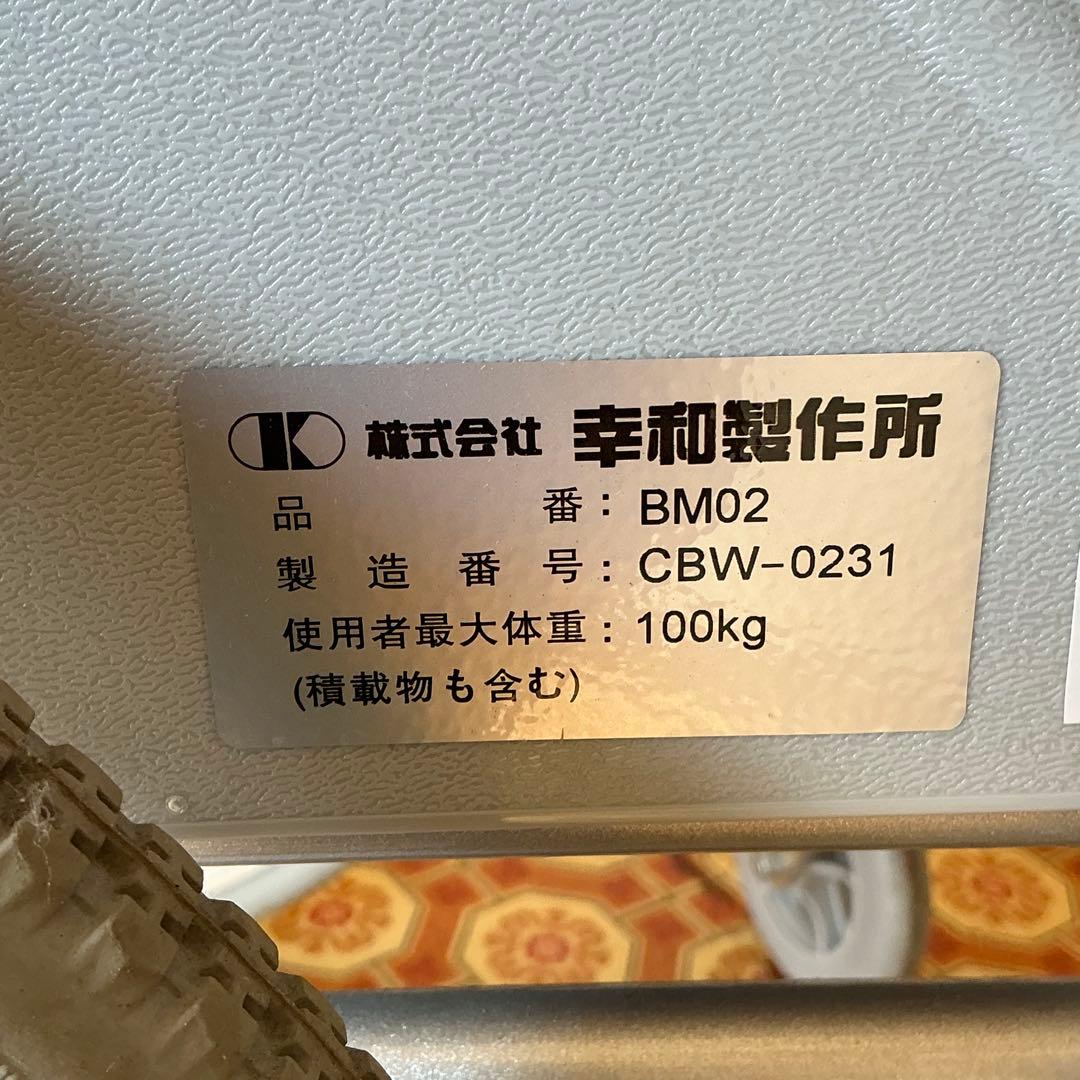 K 株式会社 幸和製作所
品番：BM02
製造番号：CBW-0231
使用者最大体重：100kg
(積載物も含む)